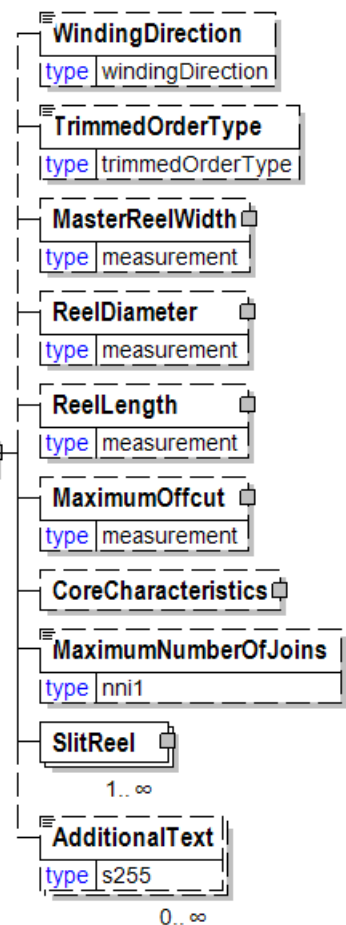 WindingDirection
type windingDirection
TrimmedOrderType
type trimmedOrderType
MasterReelWidth
type measurement
ReelDiameter
type measurement
ReelLength
type measurement
MaximumOffcut
type measurement
CoreCharacteristics
MaximumNumberOfJoins
type nni1
SlitReel
1.. ∞
AdditionalText
type s255
0.. ∞